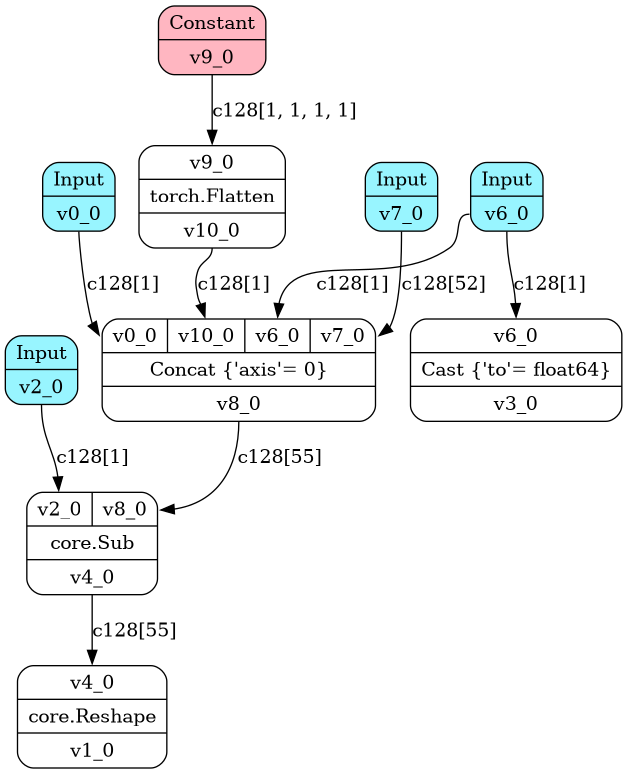 Constant
v9_0
c128[1, 1, 1, 1]
v9_0
torch.Flatten
v10_0
Input
v0_0
Input
v7_0
Input
v6_0
c128[1]
c128[1]
c128[1]
c128[52]
c128[1]
v0_0 v10_0 v6_0 v7_0
Concat {'axis'= 0}
v8_0
v6_0
Cast {'to'= float64}
v3_0
Input
v2_0
c128[1]
c128[55]
v2_0 v8_0
core.Sub
v4_0
c128[55]
v4_0
core.Reshape
v1_0